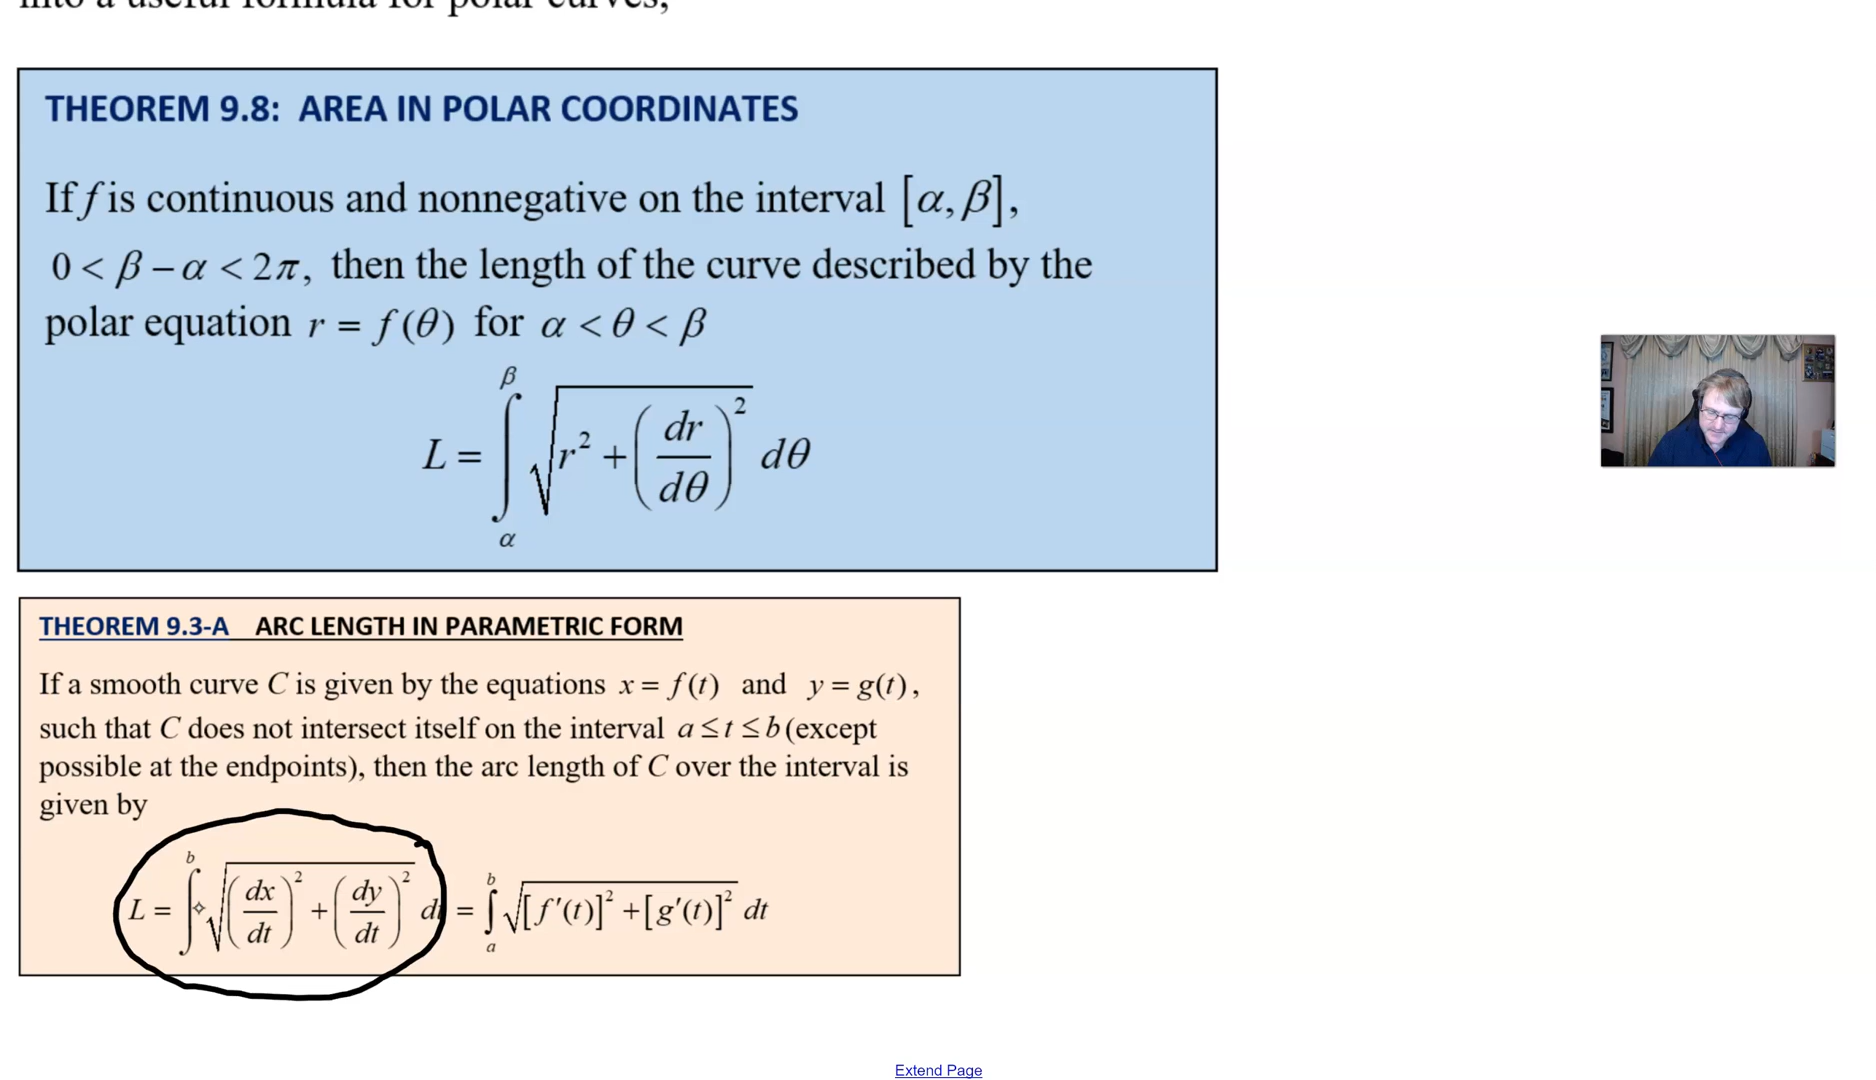 into a useful formula for polar curves,
THEOREM 9.8: AREA IN POLAR COORDINATES
If f is continuous and nonnegative on the interval [α, β],
0 < β − α < 2π, then the length of the curve described by the
polar equation r = f(θ) for α < θ < β
L = ∫_α^β √(r² + (dr/dθ)²) dθ
THEOREM 9.3-A ARC LENGTH IN PARAMETRIC FORM
If a smooth curve C is given by the equations x = f(t) and y = g(t),
such that C does not intersect itself on the interval a ≤ t ≤ b (except
possible at the endpoints), then the arc length of C over the interval is
given by
L = ∫^b √((dx/dt)² + (dy/dt)²) dt = ∫_a^b √([f′(t)]² + [g′(t)]²) dt
Extend Page